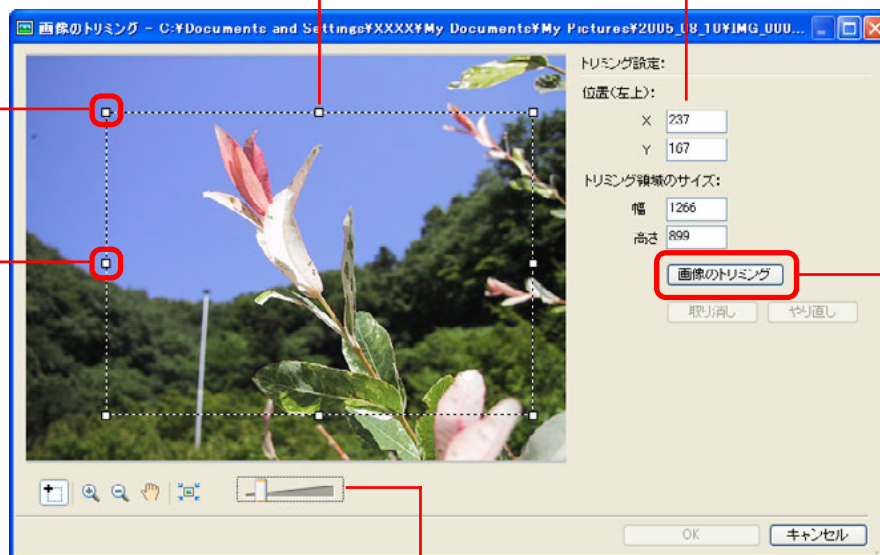 画像のトリミング - C:¥Documents and Settings¥XXXX¥My Documents¥My Pictures¥2005_08_10¥IMG_000...
トリミング設定:
位置(左上):
X 237
Y 167
トリミング領域のサイズ:
幅 1266
高さ 899
画像のトリミング
取り消し やり直し
OK キャンセル